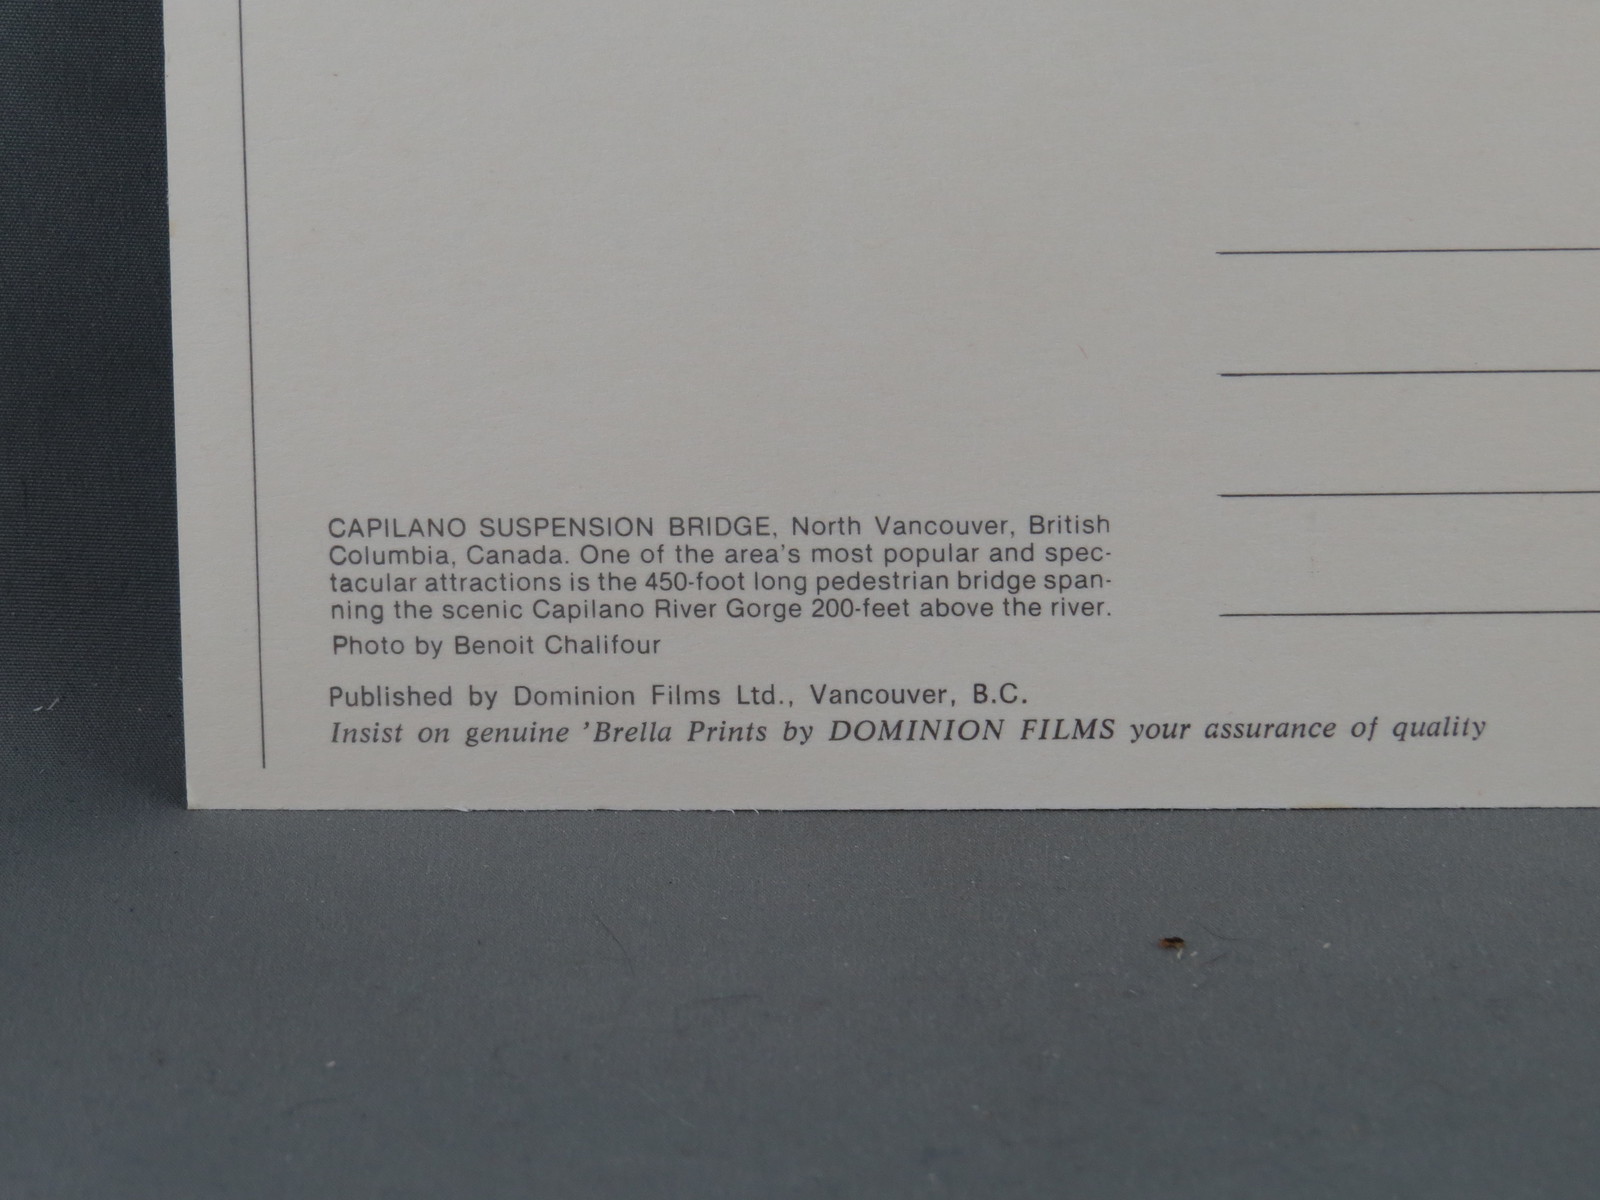 CAPILANO SUSPENSION BRIDGE, North Vancouver, British
Columbia, Canada. One of the area's most popular and spec-
tacular attractions is the 450-foot long pedestrian bridge span-
ning the scenic Capilano River Gorge 200-feet above the river.
Photo by Benoit Chalifour
Published by Dominion Films Ltd., Vancouver, B.C.
Insist on genuine 'Brella Prints by DOMINION FILMS your assurance of quality